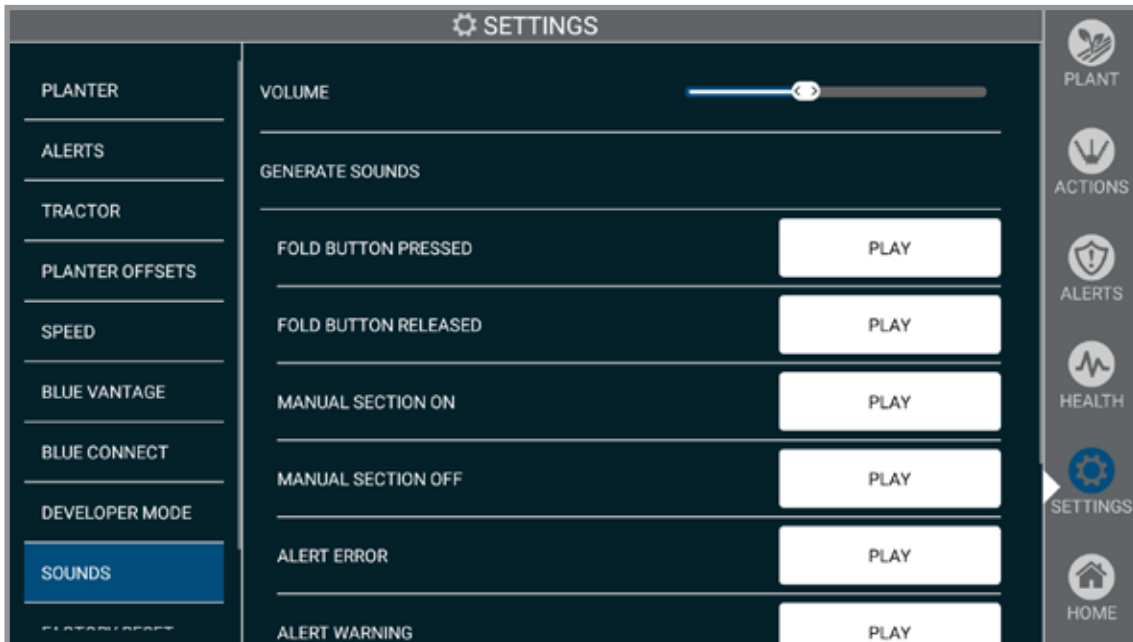 SETTINGS
PLANTER
ALERTS
TRACTOR
PLANTER OFFSETS
SPEED
BLUE VANTAGE
BLUE CONNECT
DEVELOPER MODE
SOUNDS
FACTORY RESET
VOLUME
GENERATE SOUNDS
FOLD BUTTON PRESSED PLAY
FOLD BUTTON RELEASED PLAY
MANUAL SECTION ON PLAY
MANUAL SECTION OFF PLAY
ALERT ERROR PLAY
ALERT WARNING PLAY
PLANT
ACTIONS
ALERTS
HEALTH
SETTINGS
HOME